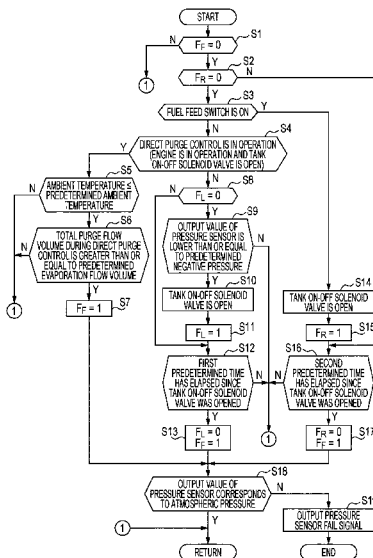 START
S1
N
F_F = 0
Y
S2
F_R = 0
N
1
Y
S3
FUEL FEED SWITCH IS ON
Y
N
S4
Y
DIRECT PURGE CONTROL IS IN OPERATION
(ENGINE IS IN OPERATION AND TANK
ON-OFF SOLENOID VALVE IS OPEN)
S5
N
AMBIENT TEMPERATURE ≤
PREDETERMINED AMBIENT
TEMPERATURE
Y
S6
TOTAL PURGE FLOW
VOLUME DURING DIRECT PURGE
CONTROL IS GREATER THAN
OR EQUAL TO PREDETERMINED
EVAPORATION FLOW VOLUME
N
Y
S7
F_F = 1
1
N
S8
N
F_L = 0
Y
S9
OUTPUT VALUE OF
PRESSURE SENSOR IS
LOWER THAN OR EQUAL
TO PREDETERMINED
NEGATIVE PRESSURE
N
Y
S10
TANK ON-OFF SOLENOID
VALVE IS OPEN
S11
F_L = 1
S12
FIRST
PREDETERMINED TIME
HAS ELAPSED SINCE
TANK ON-OFF SOLENOID
VALVE WAS OPENED
N
Y
S13
F_L = 0
F_F = 1
1
S14
TANK ON-OFF SOLENOID
VALVE IS OPEN
S15
F_R = 1
S16
SECOND
PREDETERMINED TIME
HAS ELAPSED SINCE
TANK ON-OFF SOLENOID
VALVE WAS OPENED
N
Y
S17
F_R = 0
F_F = 1
S18
OUTPUT VALUE OF
PRESSURE SENSOR CORRESPONDS
TO ATMOSPHERIC PRESSURE
N
Y
1
S19
OUTPUT PRESSURE
SENSOR FAIL SIGNAL
RETURN
END